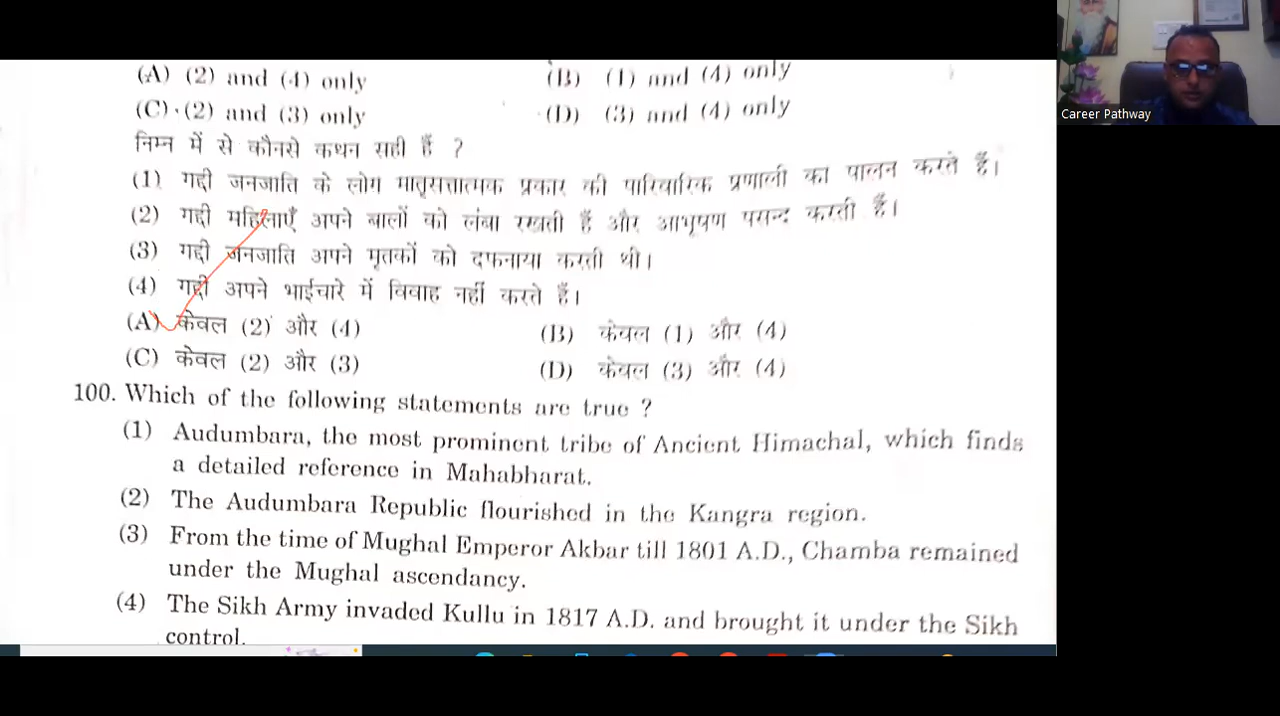 (A) (2) and (4) only (B) (1) and (4) only
(C) (2) and (3) only (D) (3) and (4) only
निम्न में से कौनसे कथन सही हैं ?
(1) गद्दी जनजाति के लोग मातृसत्तात्मक प्रकार की पारिवारिक प्रणाली का पालन करते हैं।
(2) गद्दी महिलाएँ अपने बालों को लंबा रखती हैं और आभूषण पसन्द करती हैं।
(3) गद्दी जनजाति अपने मृतकों को दफनाया करती थी।
(4) गद्दी अपने भाईचारे में विवाह नहीं करते हैं।
(A) केवल (2) और (4) (B) केवल (1) और (4)
(C) केवल (2) और (3) (D) केवल (3) और (4)
100. Which of the following statements are true ?
(1) Audumbara, the most prominent tribe of Ancient Himachal, which finds
a detailed reference in Mahabharat.
(2) The Audumbara Republic flourished in the Kangra region.
(3) From the time of Mughal Emperor Akbar till 1801 A.D., Chamba remained
under the Mughal ascendancy.
(4) The Sikh Army invaded Kullu in 1817 A.D. and brought it under the Sikh
control.
Career Pathway